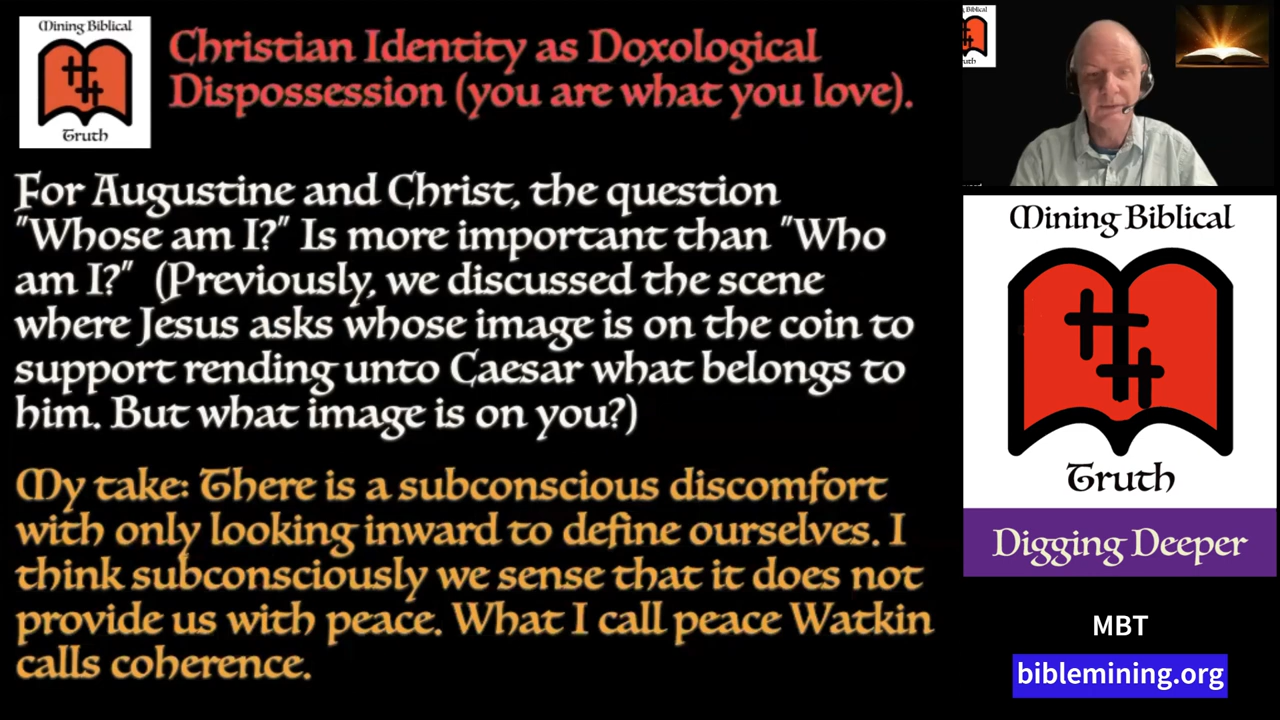 Mining Biblical
Truth
Christian Identity as Doxological
Dispossession (you are what you love).
For Augustine and Christ, the question
"Whose am I?" Is more important than "Who
am I?" (Previously, we discussed the scene
where Jesus asks whose image is on the coin to
support rending unto Caesar what belongs to
him. But what image is on you?)
My take: There is a subconscious discomfort
with only looking inward to define ourselves. I
think subconsciously we sense that it does not
provide us with peace. What I call peace Watkin
calls coherence.
Mining Biblical
Truth
Digging Deeper
MBT
biblemining.org